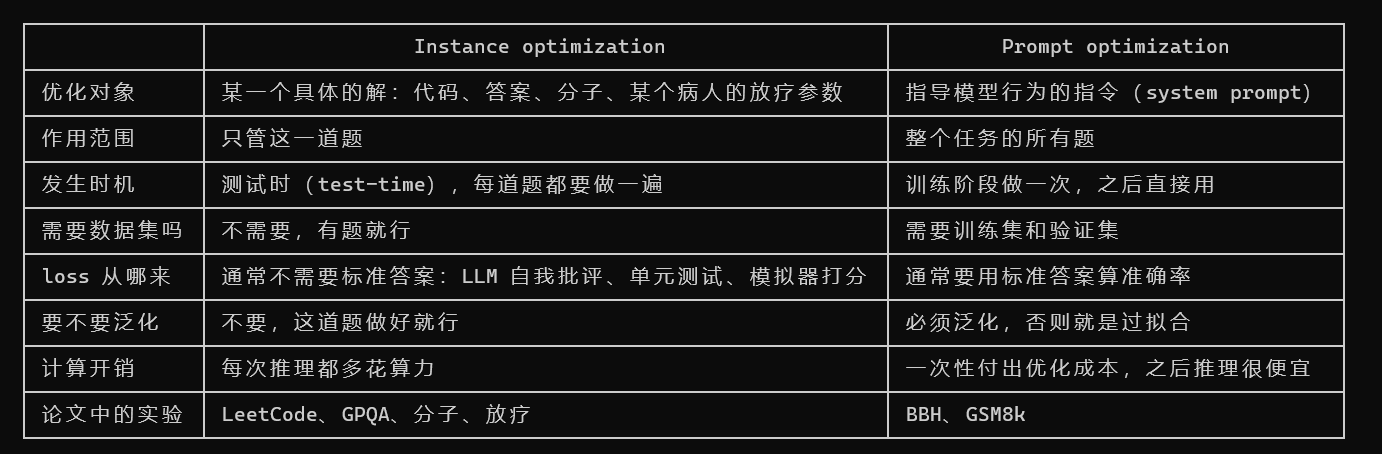 Instance optimization Prompt optimization
优化对象 某一个具体的解：代码、答案、分子、某个病人的放疗参数 指导模型行为的指令（system prompt）
作用范围 只管这一道题 整个任务的所有题
发生时机 测试时（test-time），每道题都要做一遍 训练阶段做一次，之后直接用
需要数据集吗 不需要，有题就行 需要训练集和验证集
loss 从哪来 通常不需要标准答案：LLM 自我批评、单元测试、模拟器打分 通常要用标准答案算准确率
要不要泛化 不要，这道题做好就行 必须泛化，否则就是过拟合
计算开销 每次推理都多花算力 一次性付出优化成本，之后推理很便宜
论文中的实验 LeetCode、GPQA、分子、放疗 BBH、GSM8k